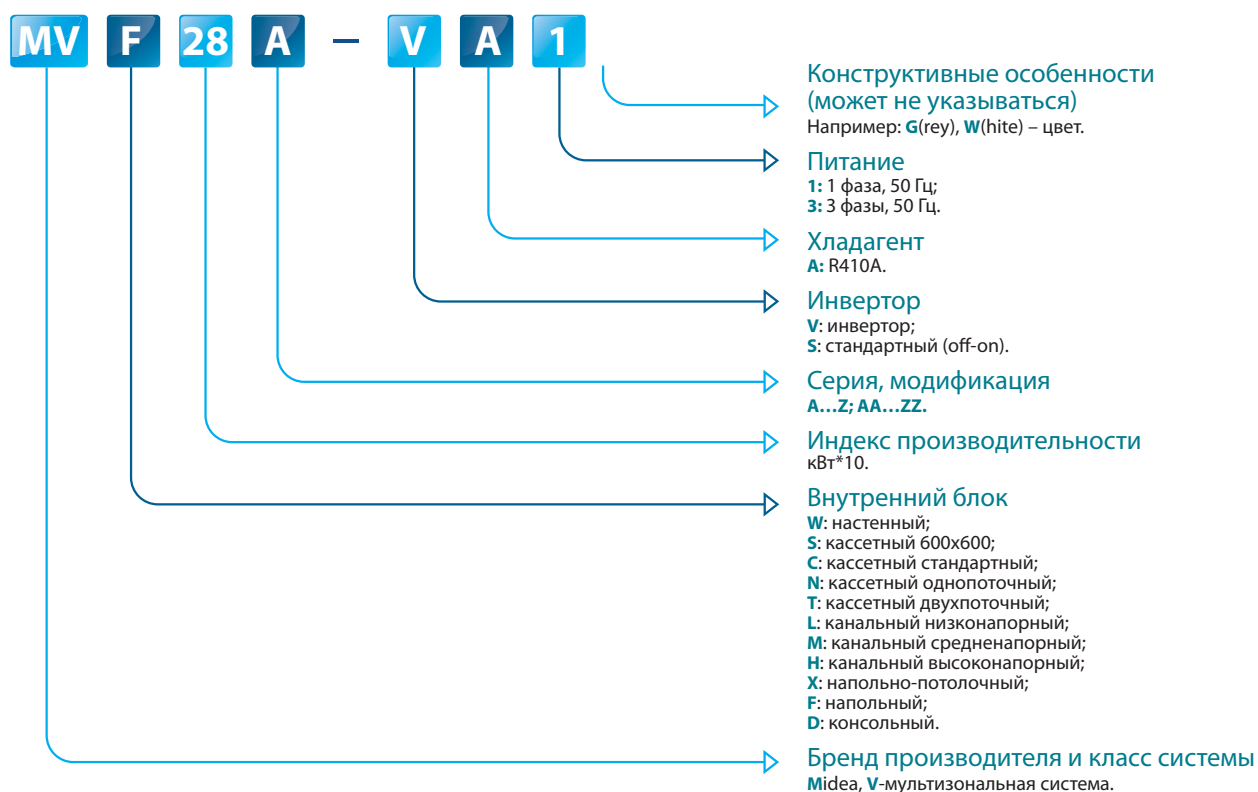 MV F 28 A – V A 1
Конструктивные особенности
(может не указываться)
Например: G(rey), W(hite) – цвет.
Питание
1: 1 фаза, 50 Гц;
3: 3 фазы, 50 Гц.
Хладагент
A: R410A.
Инвертор
V: инвертор;
S: стандартный (off-on).
Серия, модификация
A…Z; AA…ZZ.
Индекс производительности
кВт*10.
Внутренний блок
W: настенный;
S: кассетный 600x600;
C: кассетный стандартный;
N: кассетный однопоточный;
T: кассетный двухпоточный;
L: канальный низконапорный;
M: канальный средненапорный;
H: канальный высоконапорный;
X: напольно-потолочный;
F: напольный;
D: консольный.
Бренд производителя и класс системы
Midea, V-мультизональная система.